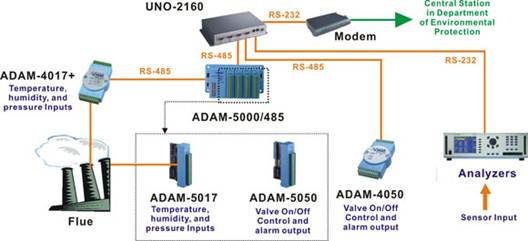 UNO-2160
RS-232
Modem
Central Station
in Department
of Environmental
Protection
RS-485
RS-485
RS-485
RS-232
ADAM-4017+
Temperature,
humidity, and
pressure Inputs
ADAM-5000/485
Flue
ADAM-5017
Temperature,
humidity, and
pressure Inputs
ADAM-5050
Valve On/Off
Control and
alarm output
ADAM-4050
Valve On/Off
Control and
alarm output
Analyzers
Sensor Input